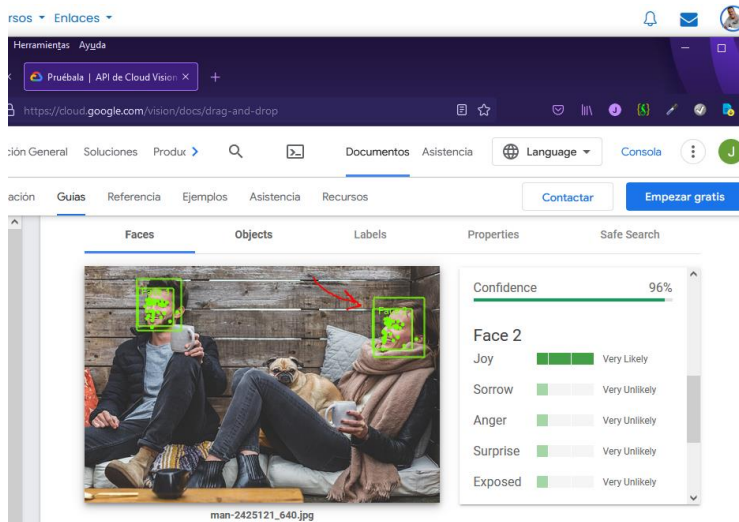 rsos Enlaces
Herramientas Ayuda
Pruébala | API de Cloud Vision
https://cloud.google.com/vision/docs/drag-and-drop
ción General Soluciones Produc Documentos Asistencia Language Consola J
ación Guías Referencia Ejemplos Asistencia Recursos Contactar Empezar gratis
Faces Objects Labels Properties Safe Search
Confidence 96%
Face 2
Joy Very Likely
Sorrow Very Unlikely
Anger Very Unlikely
Surprise Very Unlikely
Exposed Very Unlikely
man-2425121_640.jpg